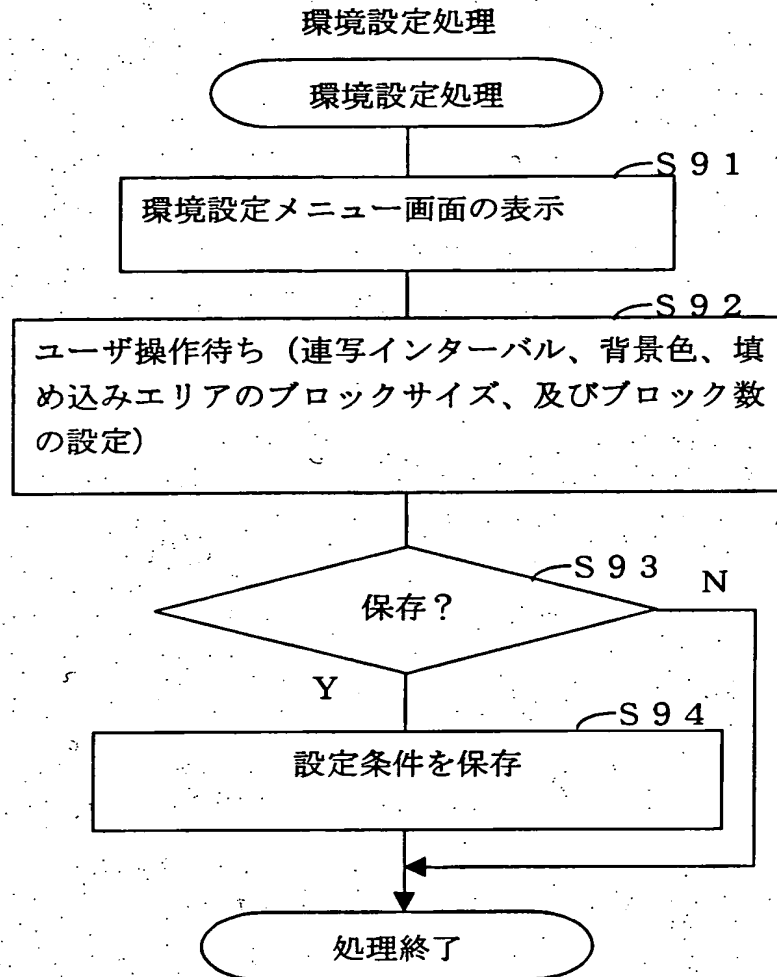 環境設定処理
環境設定処理
S91
環境設定メニュー画面の表示
S92
ユーザ操作待ち（連写インターバル、背景色、填
め込みエリアのブロックサイズ、及びブロック数
の設定）
S93
N
保存？
Y
S94
設定条件を保存
処理終了